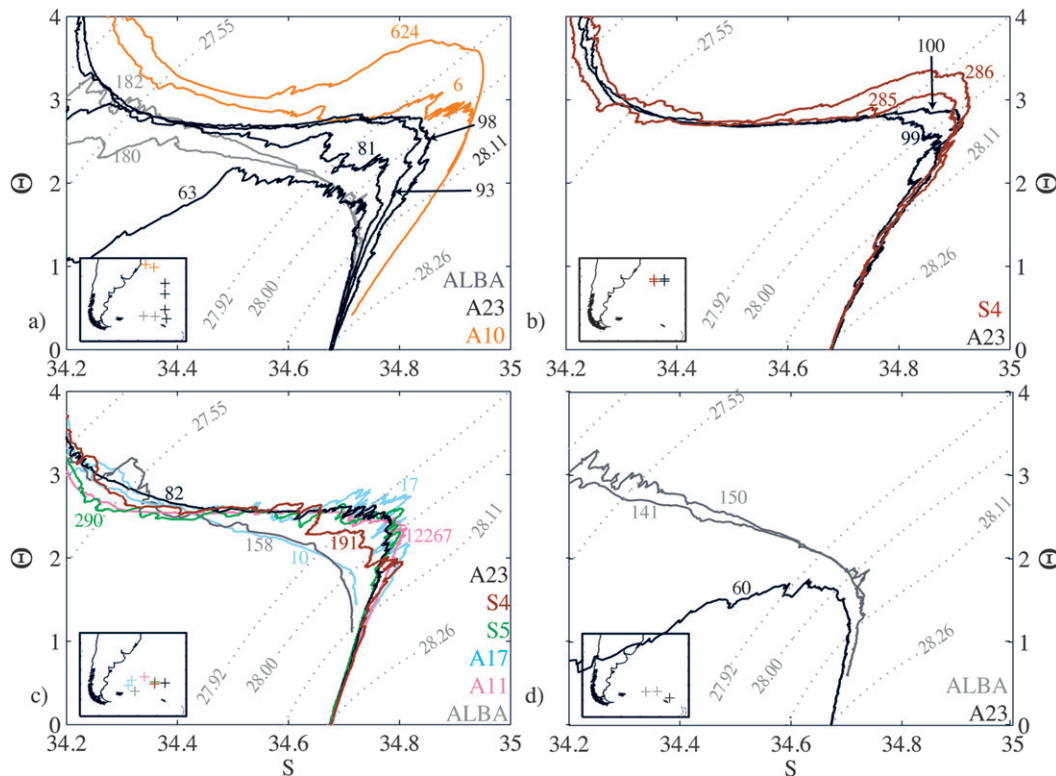 4
27.55
624
182
6
3
98
81
180
28.11
Θ 2
93
63
1
28.26
ALBA
27.92
28.00
A23
a)
A10
0
34.2 34.4 34.6 34.8 35
4
27.55
100
286
285
3
99
28.11
2 Θ
28.26
1
27.92
28.00
S4
b)
A23
0
34.2 34.4 34.6 34.8 35
4
27.55
3
82
17
28.11
290
12267
158
191
10
Θ 2
A23
S4
1
28.26
S5
A17
27.92
28.00
A11
c)
ALBA
0
34.2 34.4 34.6 34.8 35
S
4
27.55
3
150
141
28.11
2 Θ
60
28.26
1
27.92
28.00
ALBA
d)
A23
0
34.2 34.4 34.6 34.8 35
S